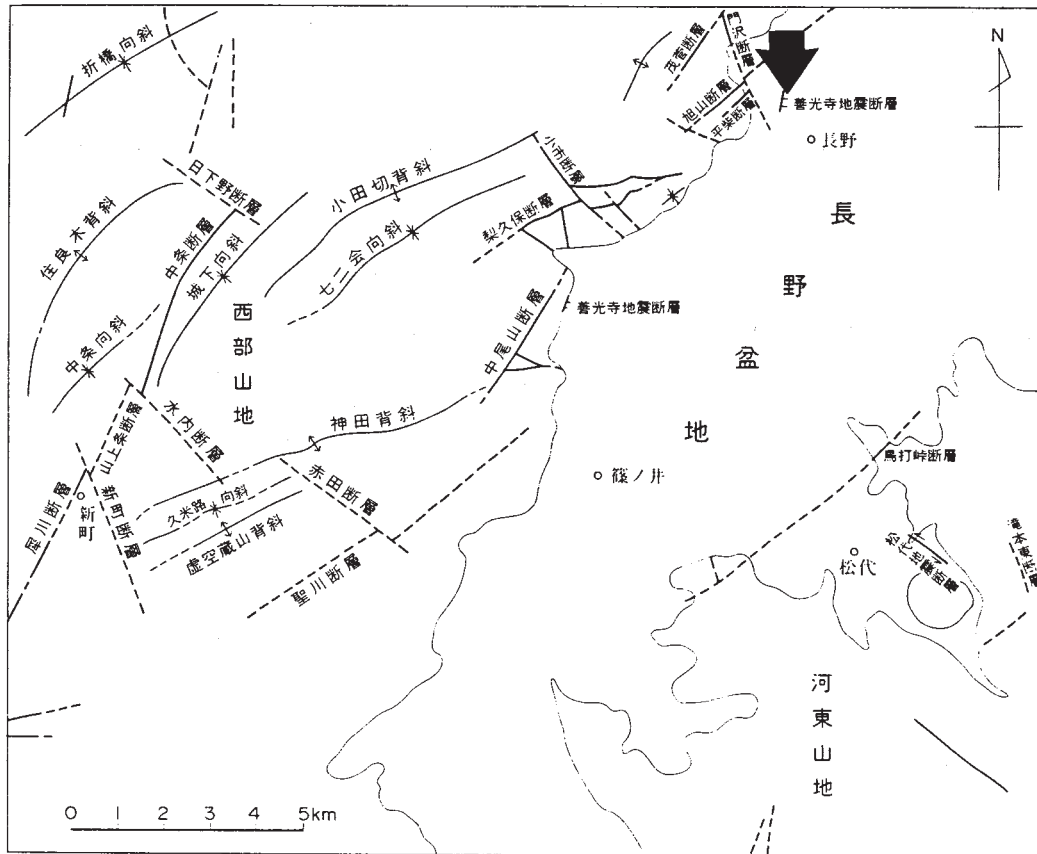 折橋向斜
茂菅断層
門沢断層
N
旭山断層
平柴断層
善光寺地震断層
長野
小市断層
日下野断層
小田切背斜
梨久保断層
長野盆地
住良木背斜
中条断層
城下向斜
七二会向斜
西部山地
善光寺地震断層
中尾山断層
中条向斜
水内断層
神田背斜
山上条断層
赤田断層
篠ノ井
鳥打峠断層
犀川断層
新町
新町断層
久米路向斜
虚空蔵山背斜
聖川断層
松代
松代地震断層
河東山地
0 1 2 3 4 5km